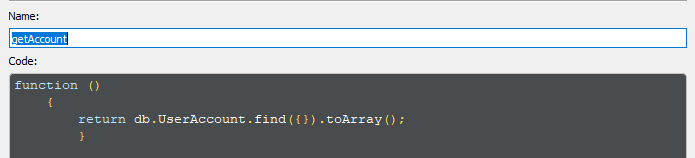 Name:
getAccount
Code:
function ()
{
return db.UserAccount.find({}).toArray();
}